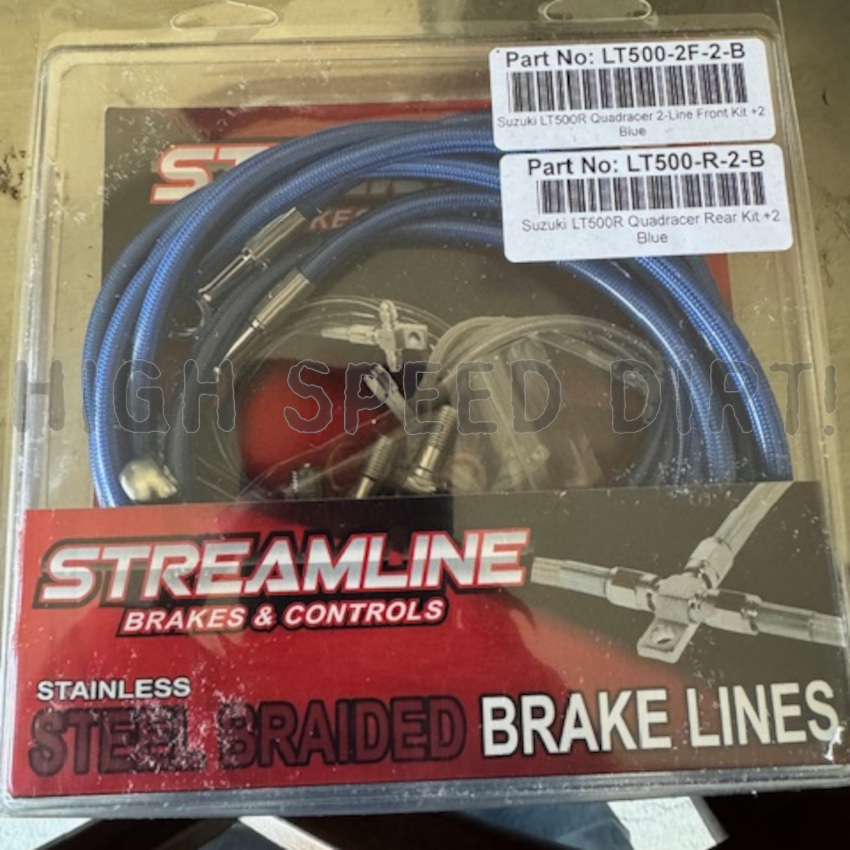 Part No: LT500-2F-2-B
Suzuki LT500R Quadracer 2-Line Front Kit +2
Blue
Part No: LT500-R-2-B
Suzuki LT500R Quadracer Rear Kit +2
Blue
HIGH SPEED DIRT!
STREAMLINE
BRAKES & CONTROLS
STAINLESS
STEEL BRAIDED BRAKE LINES